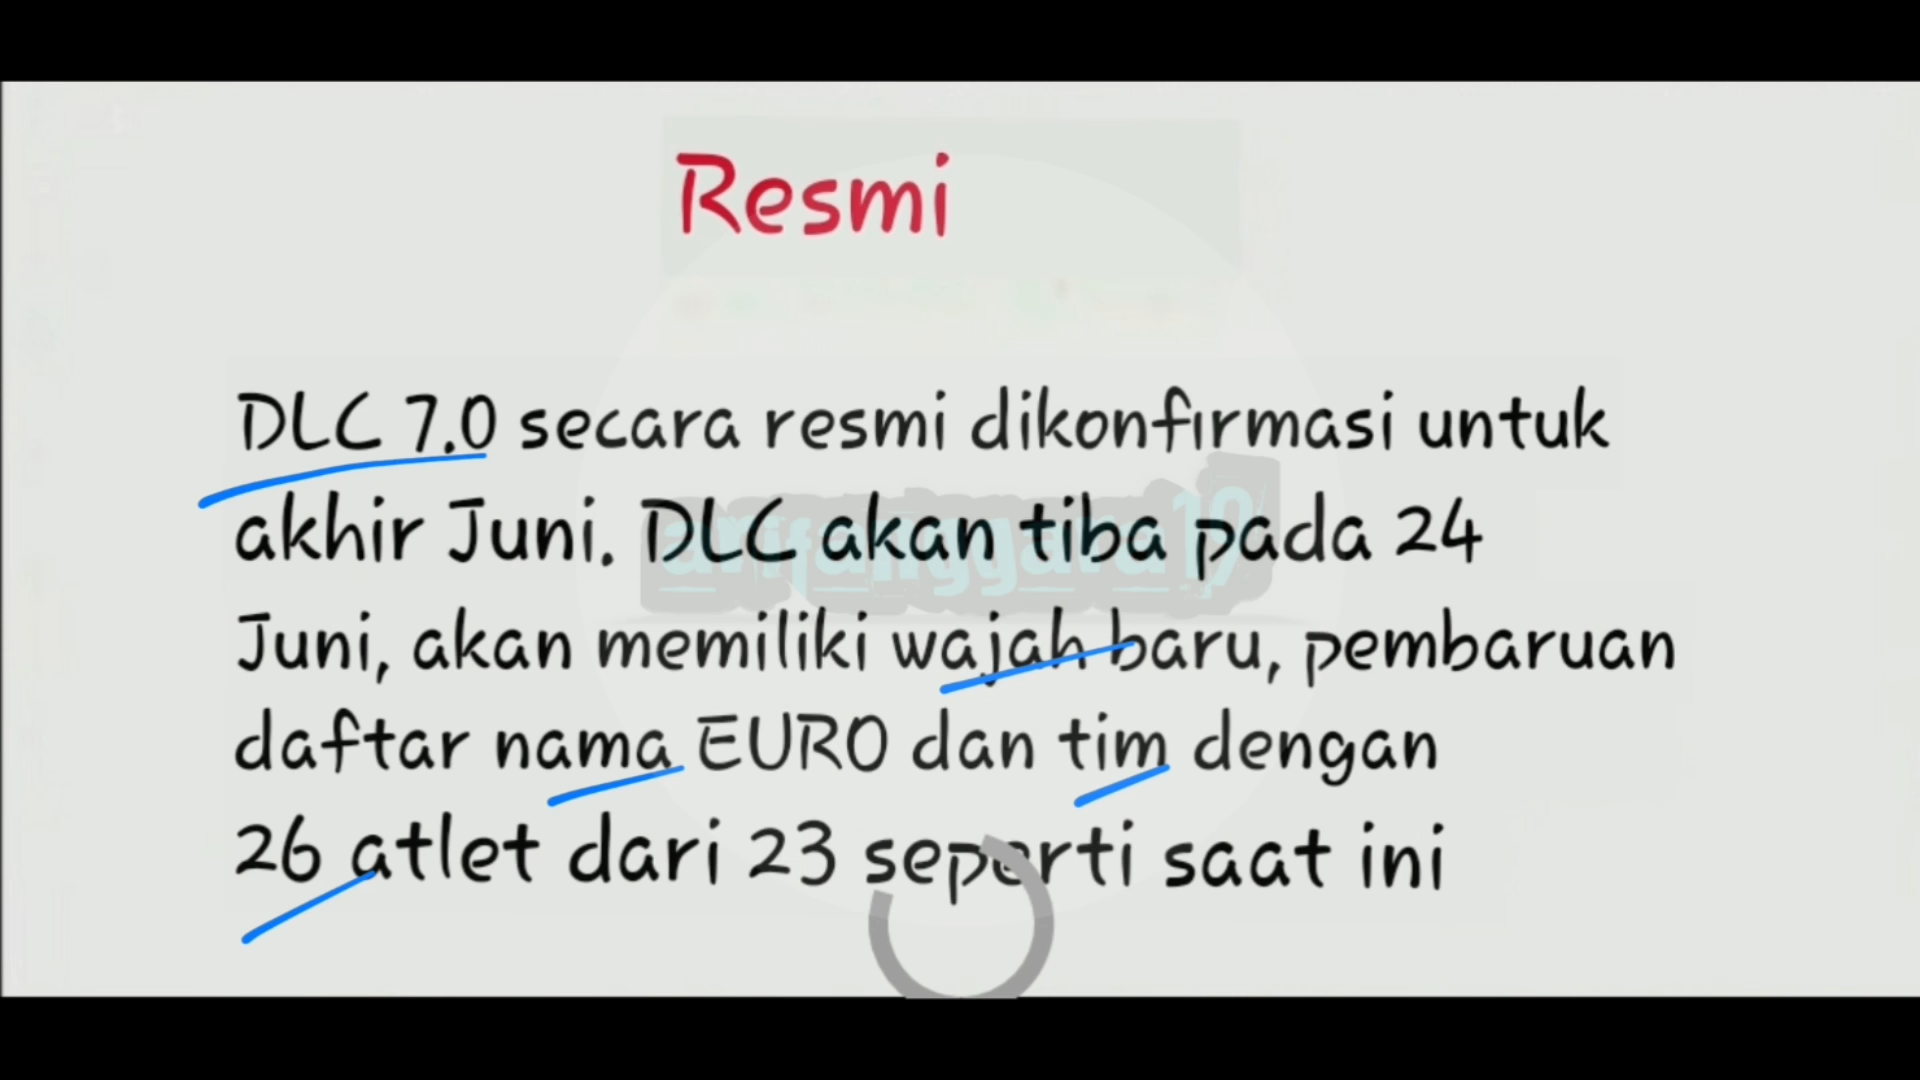 Resmi
DLC 7.0 secara resmi dikonfirmasi untuk
akhir Juni. DLC akan tiba pada 24
arifanggara19
Juni, akan memiliki wajah baru, pembaruan
daftar nama EURO dan tim dengan
26 atlet dari 23 seperti saat ini